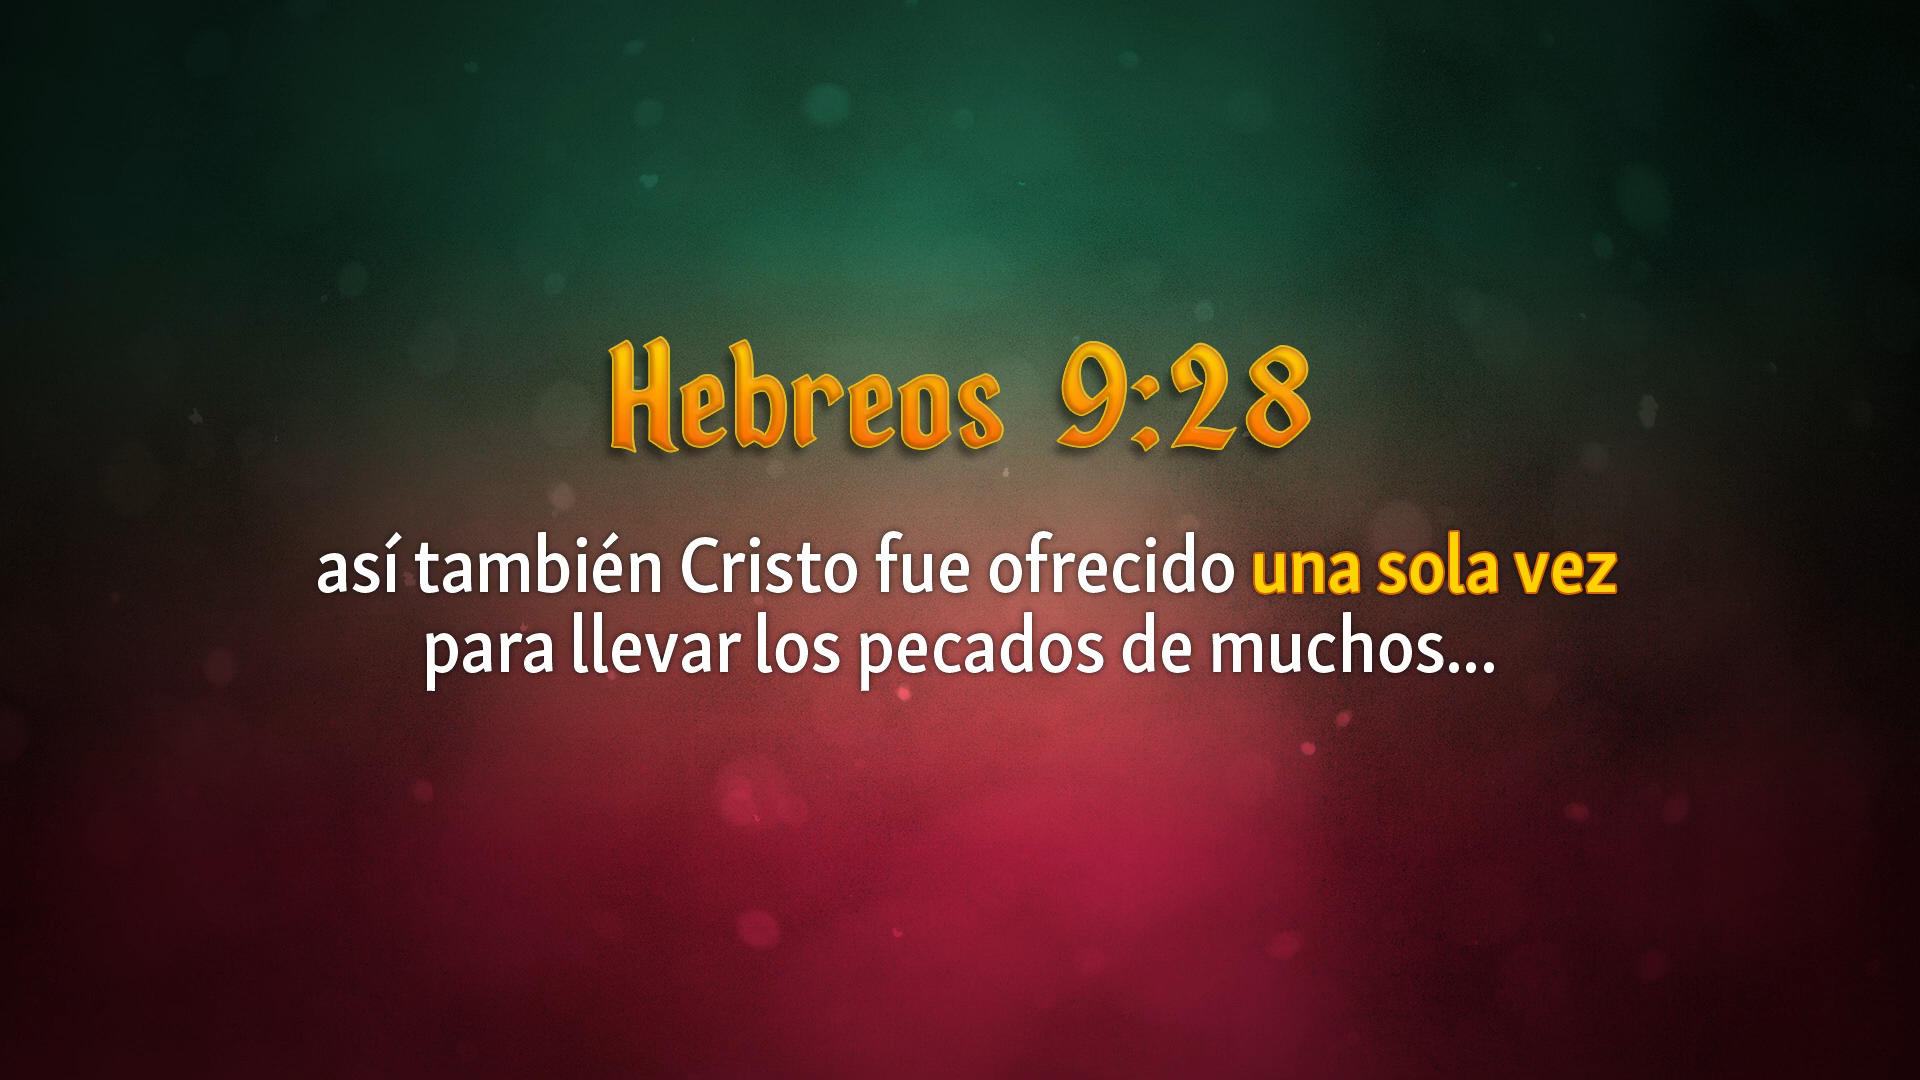 Hebreos 9:28
así también Cristo fue ofrecido una sola vez
para llevar los pecados de muchos...